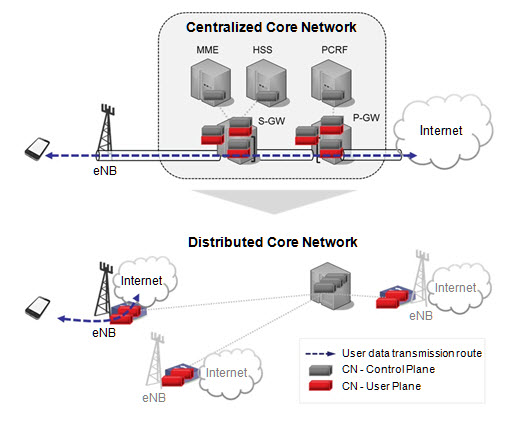 Centralized Core Network
MME
HSS
PCRF
S-GW
P-GW
Internet
eNB
Distributed Core Network
Internet
Internet
eNB
eNB
Internet
eNB
User data transmission route
CN - Control Plane
CN - User Plane